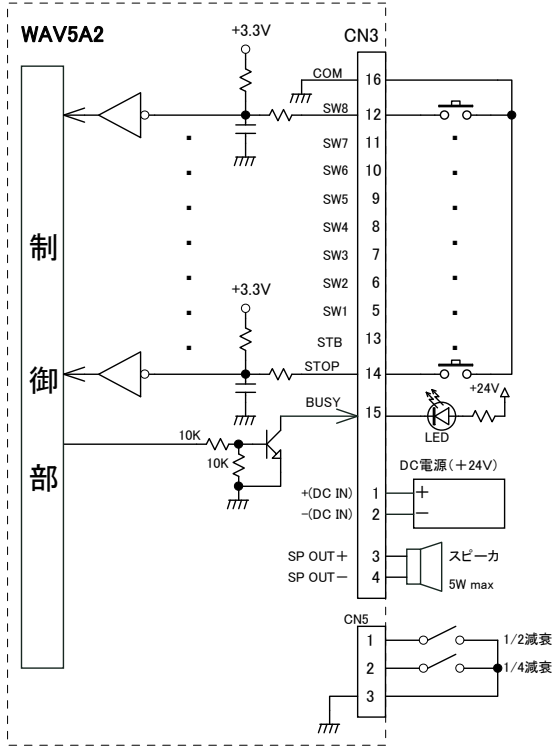 WAV5A2
CN3
+3.3V
COM
16
SW8
12
SW7
11
SW6
10
SW5
9
SW4
8
SW3
7
SW2
6
SW1
5
STB
13
+3.3V
STOP
14
+24V
BUSY
15
LED
10K
10K
制
御
部
DC電源(+24V)
+(DC IN)
1
+
-(DC IN)
2
-
SP OUT+
3
スピーカ
SP OUT-
4
5W max
CN5
1
1/2減衰
2
1/4減衰
3